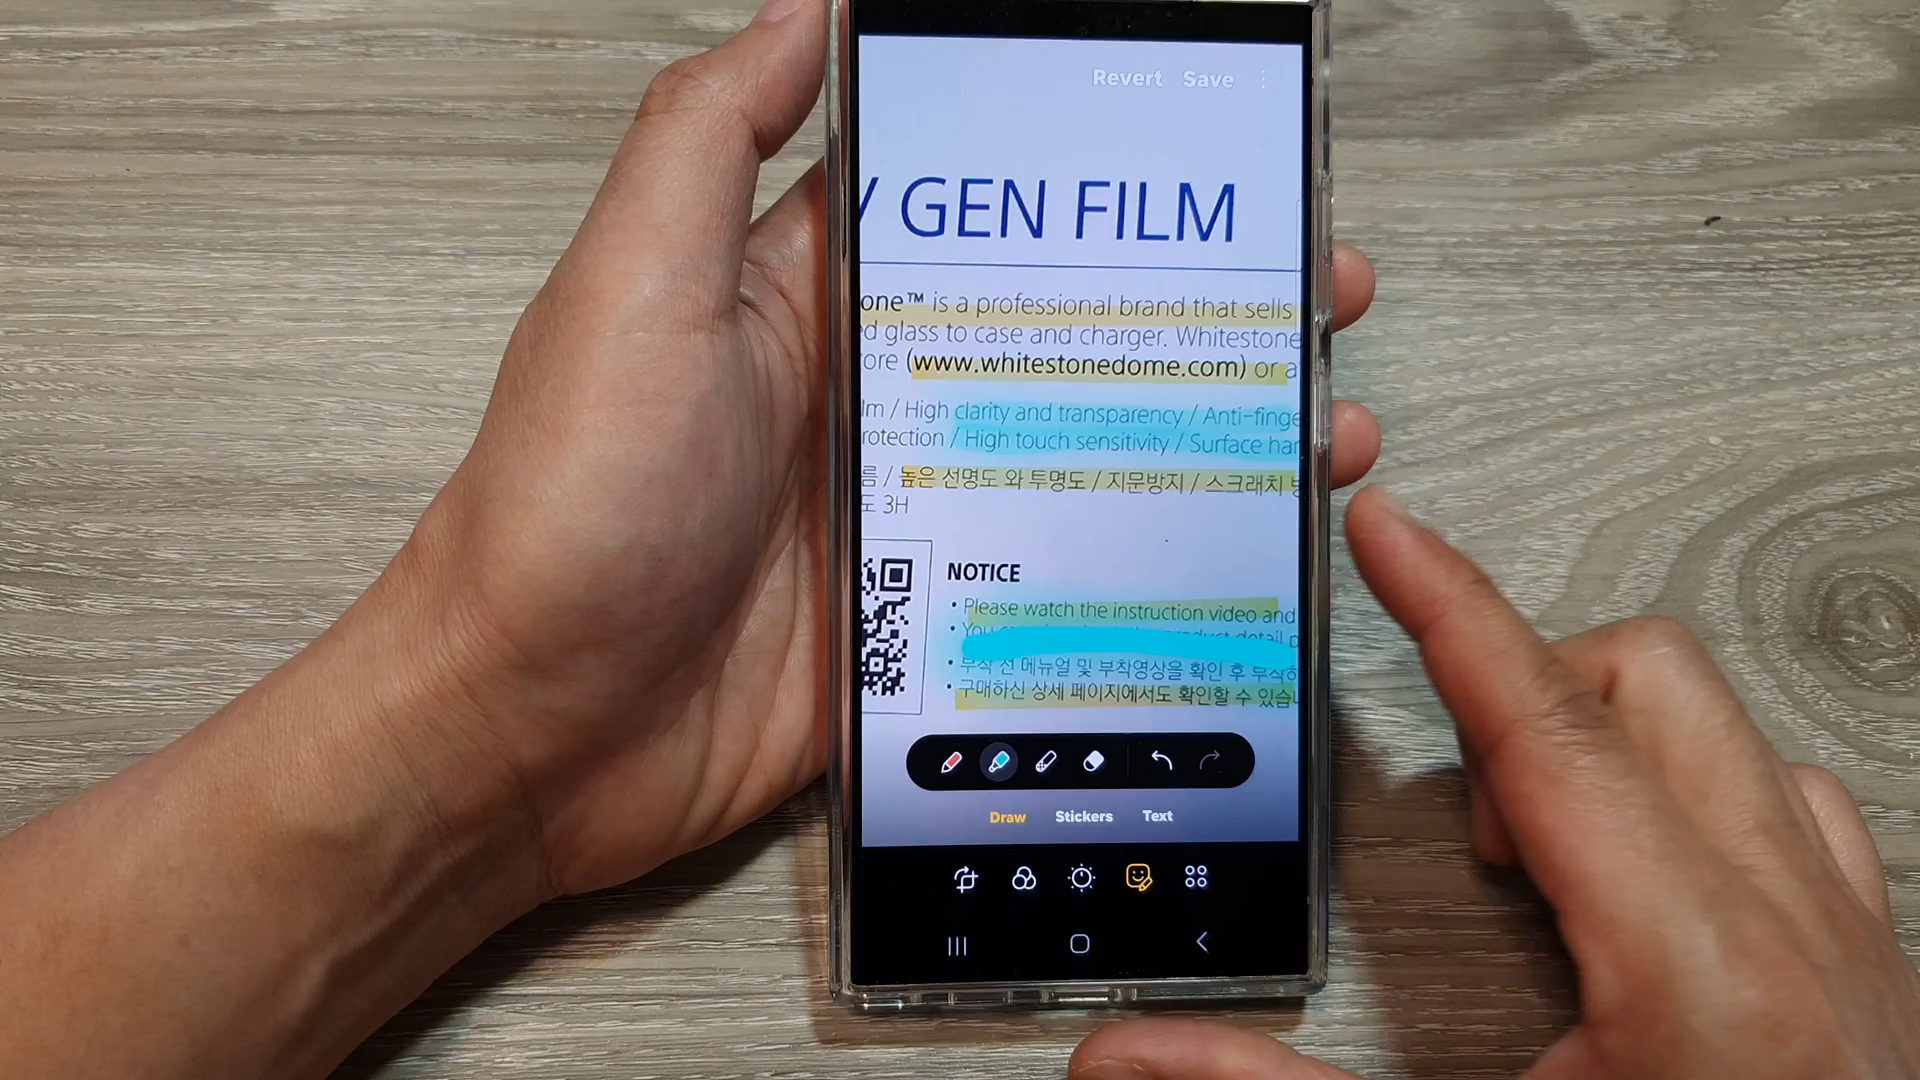 Revert Save
GEN FILM
one™ is a professional brand that sells
ed glass to case and charger. Whitestone
ore (www.whitestonedome.com) or a
lm / High clarity and transparency / Anti-finge
rotection / High touch sensitivity / Surface har
름 / 높은 선명도 와 투명도 / 지문방지 / 스크래치
도 3H
NOTICE
• Please watch the instruction video and
• You product detail p
• 부착 전 메뉴얼 및 부착영상을 확인 후 부착하
• 구매하신 상세 페이지에서도 확인할 수 있습니
Draw Stickers Text